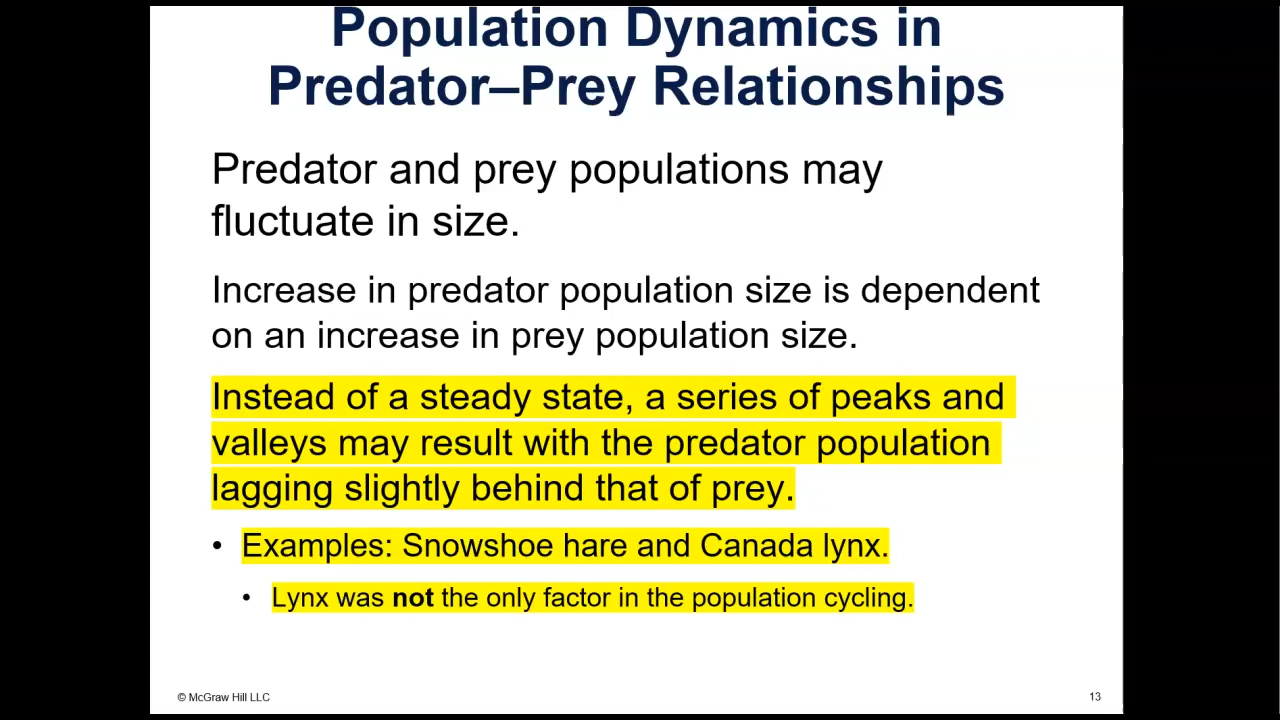 Population Dynamics in
Predator–Prey Relationships
Predator and prey populations may
fluctuate in size.
Increase in predator population size is dependent
on an increase in prey population size.
Instead of a steady state, a series of peaks and
valleys may result with the predator population
lagging slightly behind that of prey.
• Examples: Snowshoe hare and Canada lynx.
• Lynx was not the only factor in the population cycling.
© McGraw Hill LLC
13